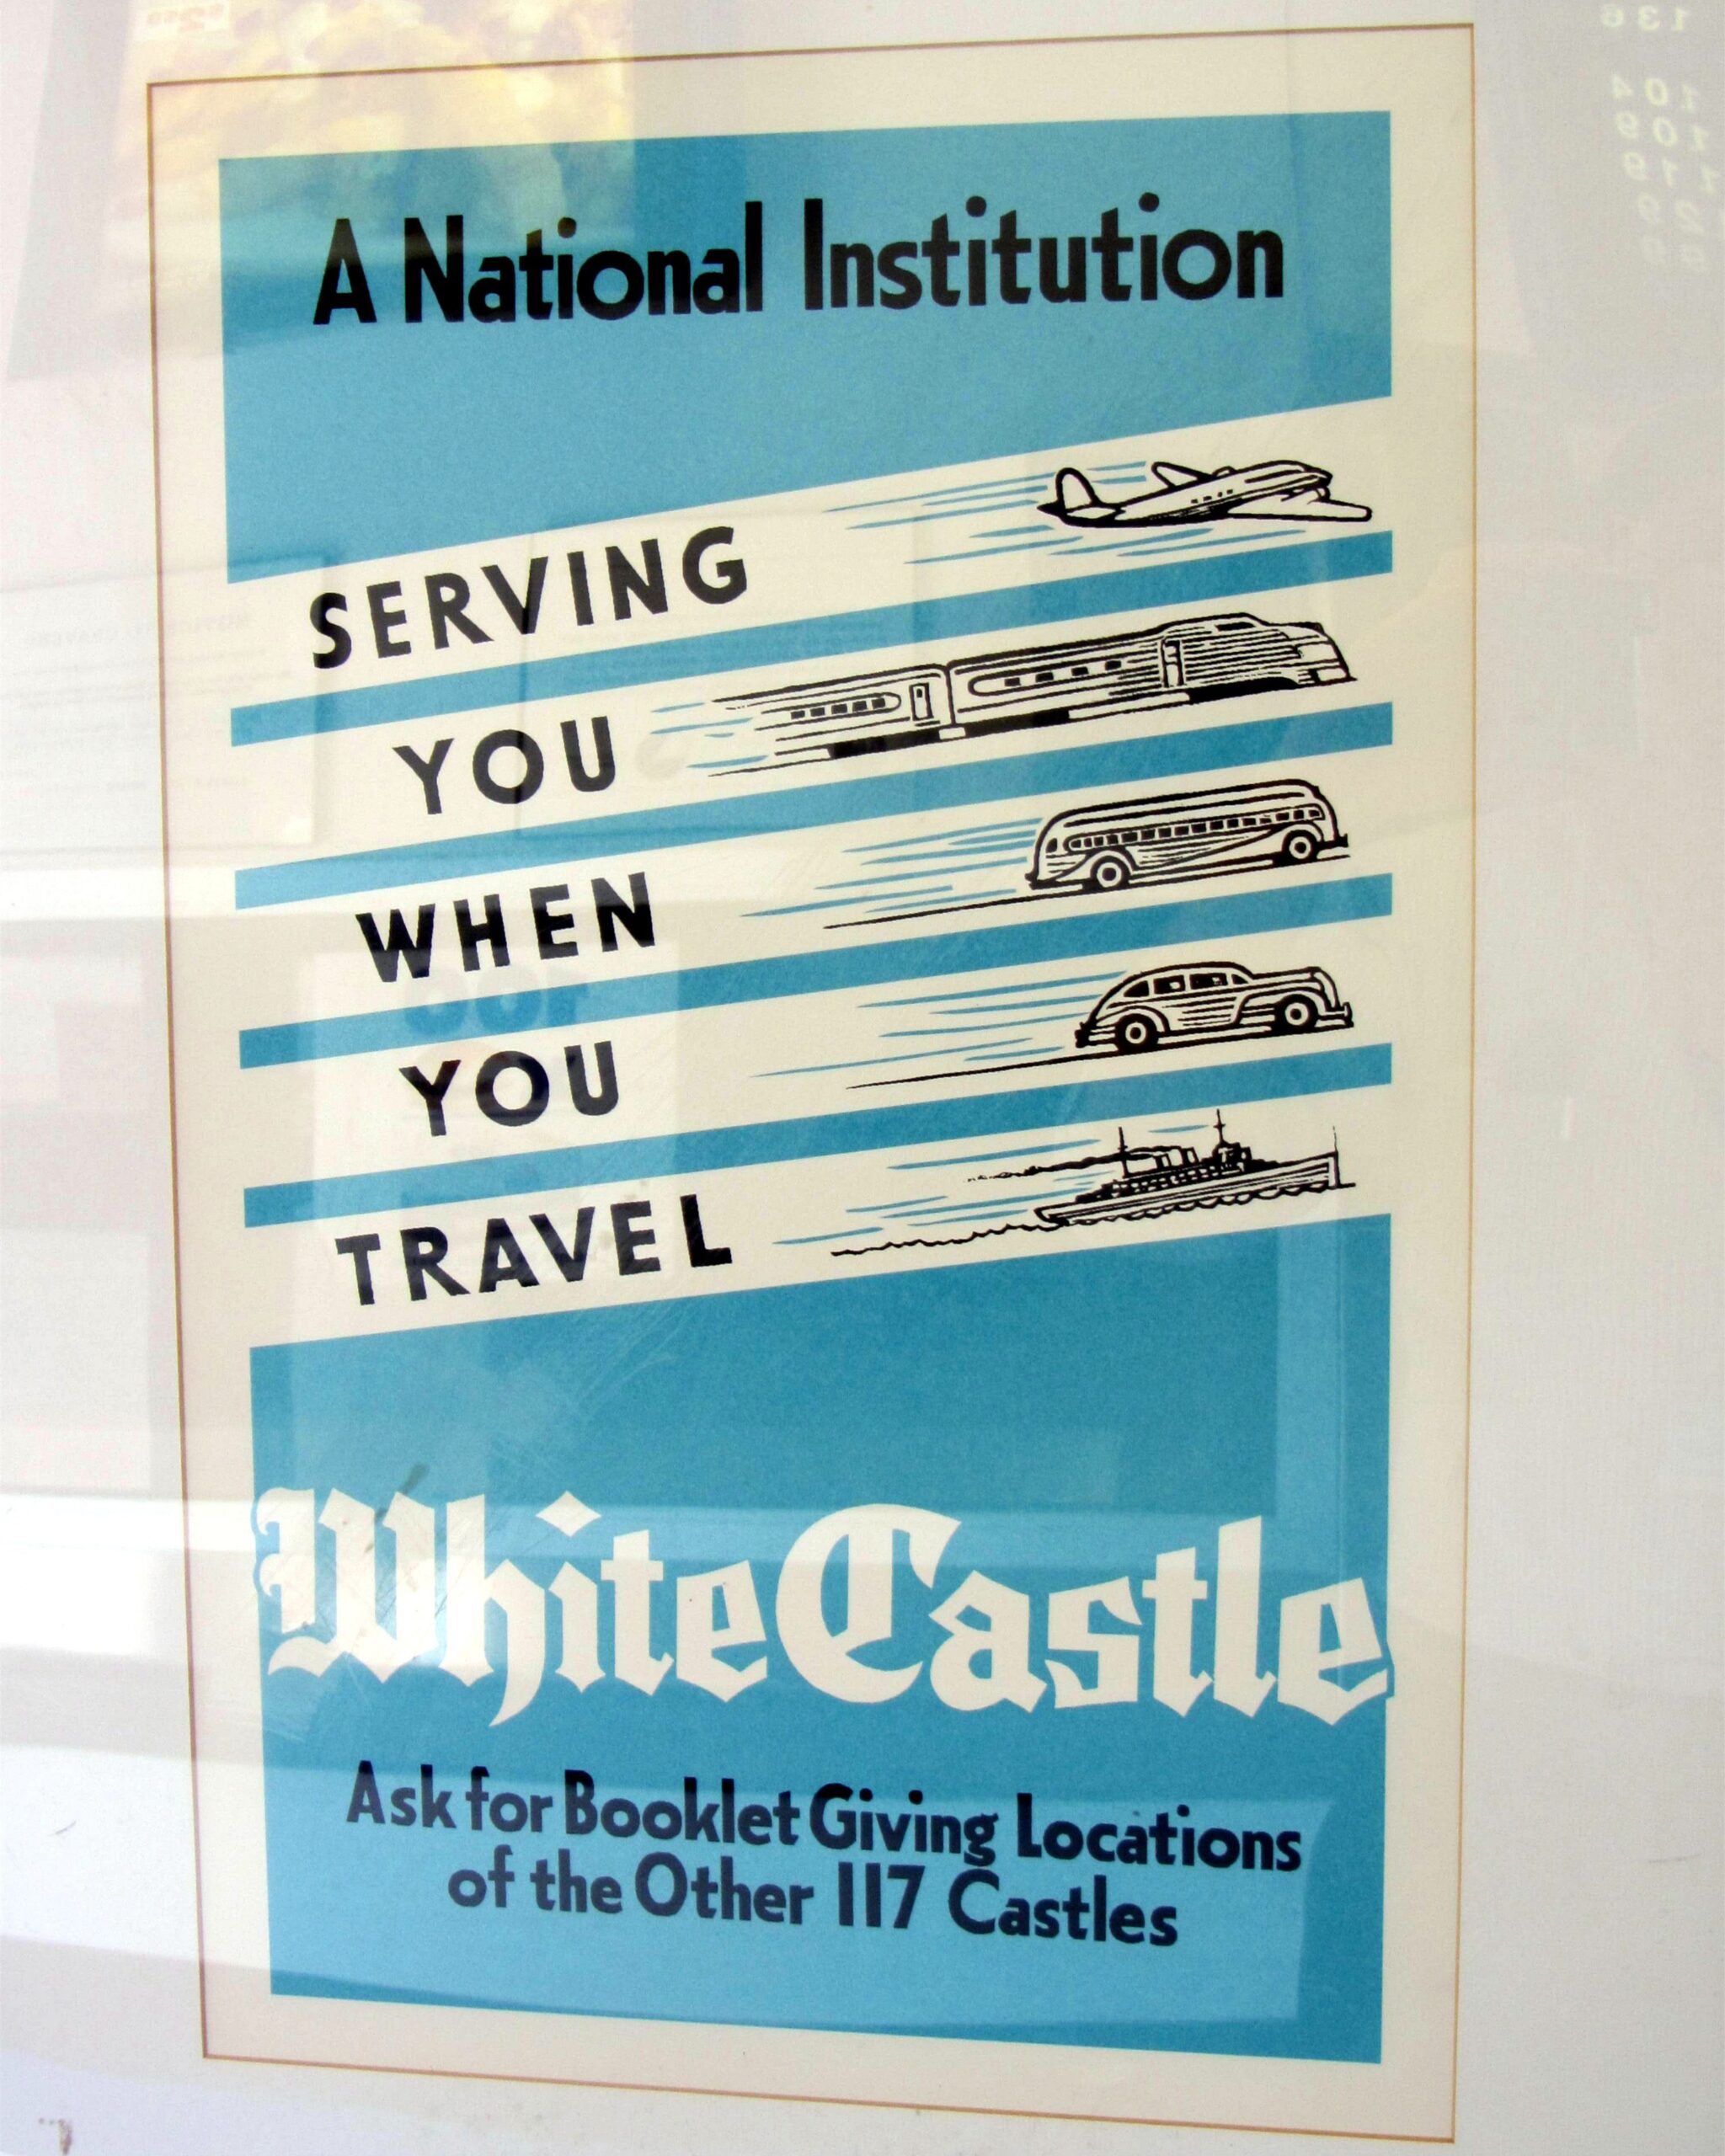 A National Institution
SERVING
YOU
WHEN
YOU
TRAVEL
White Castle
Ask for Booklet Giving Locations
of the Other 117 Castles